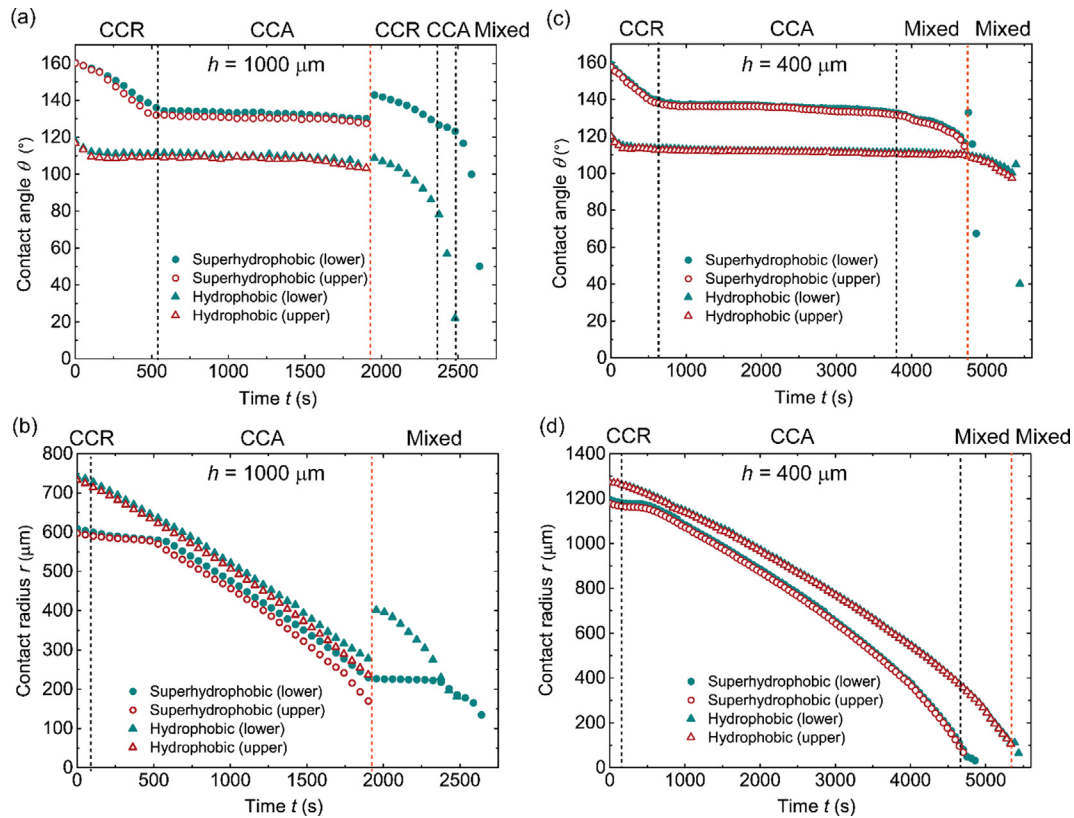 (a)
CCR CCA CCR CCA Mixed
h = 1000 μm
Contact angle θ (°)
160
140
120
100
80
60
40
20
0
Superhydrophobic (lower)
Superhydrophobic (upper)
Hydrophobic (lower)
Hydrophobic (upper)
0 500 1000 1500 2000 2500
Time t (s)
(c)
CCR CCA Mixed Mixed
h = 400 μm
Contact angle θ (°)
160
140
120
100
80
60
40
20
0
Superhydrophobic (lower)
Superhydrophobic (upper)
Hydrophobic (lower)
Hydrophobic (upper)
0 1000 2000 3000 4000 5000
Time t (s)
(b)
CCR CCA Mixed
h = 1000 μm
Contact radius r (μm)
800
700
600
500
400
300
200
100
0
Superhydrophobic (lower)
Superhydrophobic (upper)
Hydrophobic (lower)
Hydrophobic (upper)
0 500 1000 1500 2000 2500
Time t (s)
(d)
CCR CCA Mixed Mixed
h = 400 μm
Contact radius r (μm)
1400
1200
1000
800
600
400
200
0
Superhydrophobic (lower)
Superhydrophobic (upper)
Hydrophobic (lower)
Hydrophobic (upper)
0 1000 2000 3000 4000 5000
Time t (s)